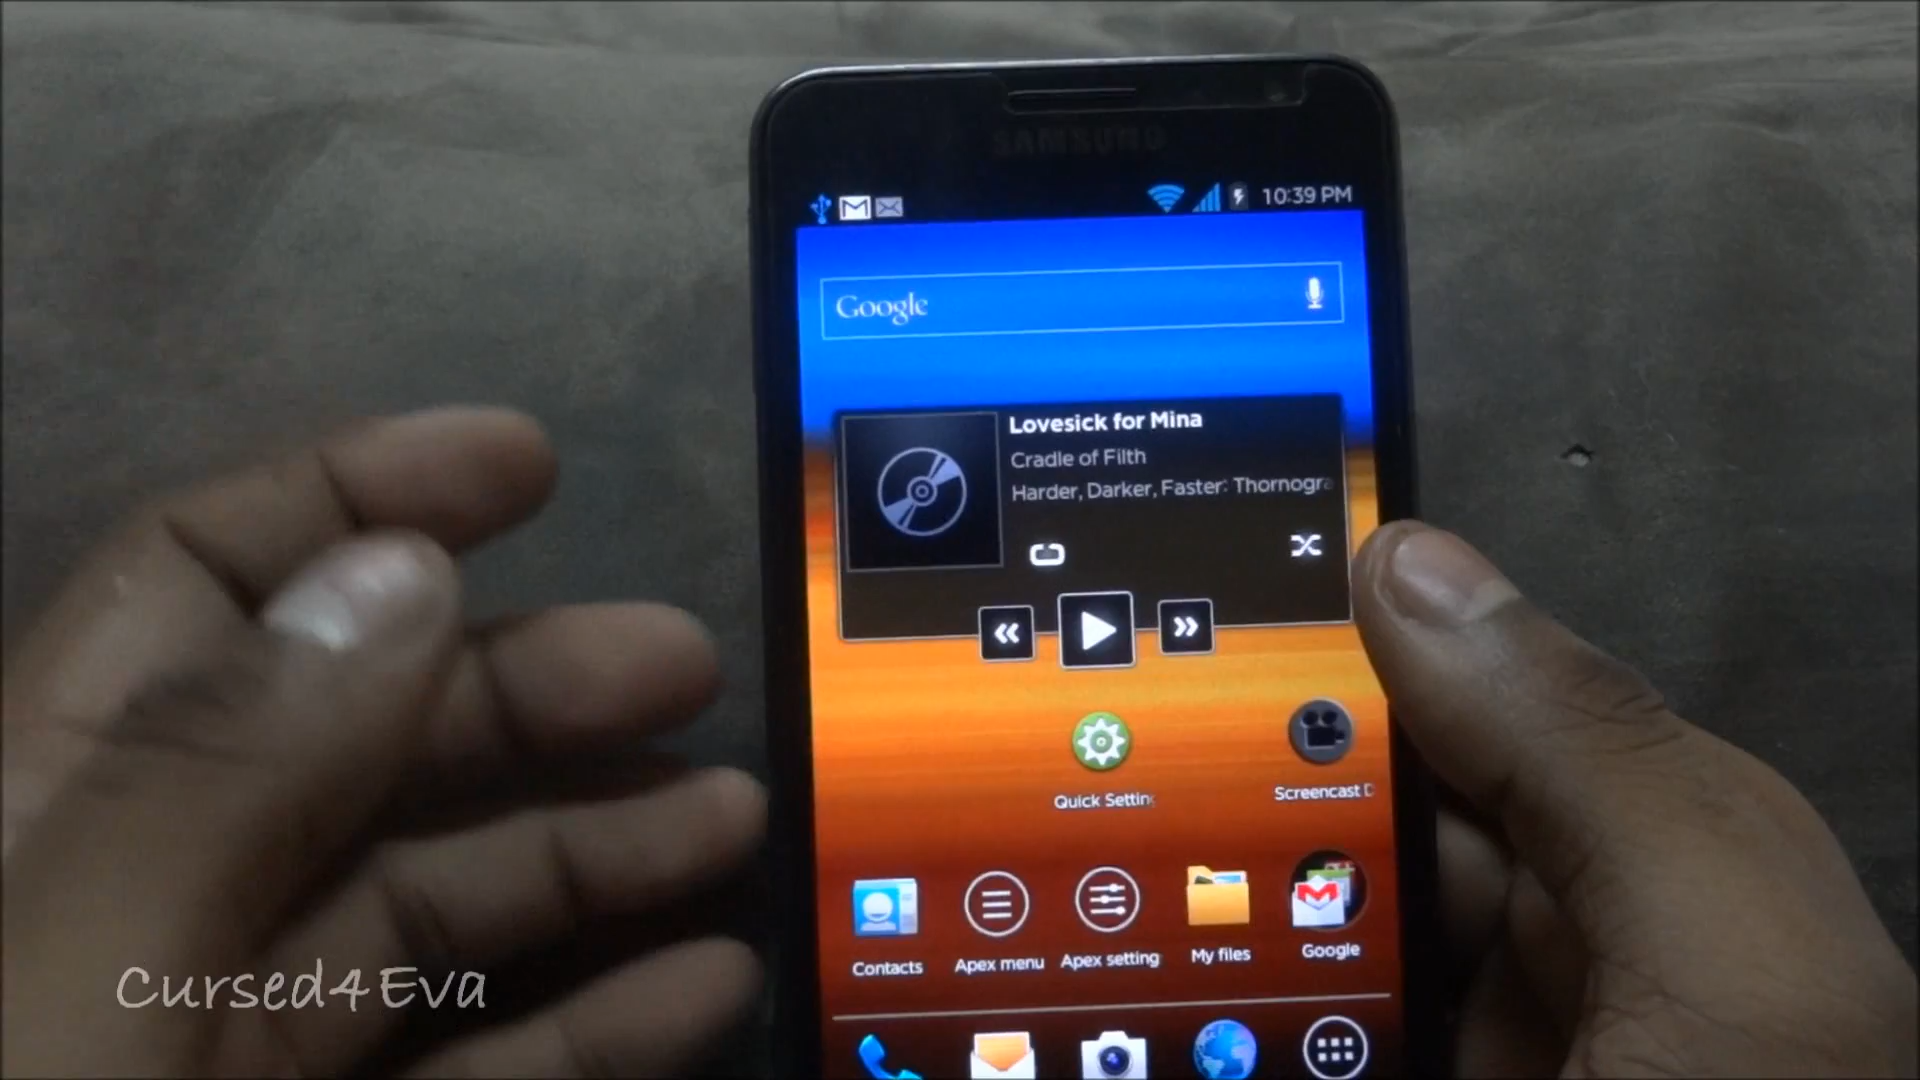 SAMSUNG
10:39 PM
Google
Lovesick for Mina
Cradle of Filth
Harder, Darker, Faster: Thornogra
Quick Settin
Screencast D
Contacts
Apex menu
Apex setting
My files
Google
Cursed4Eva